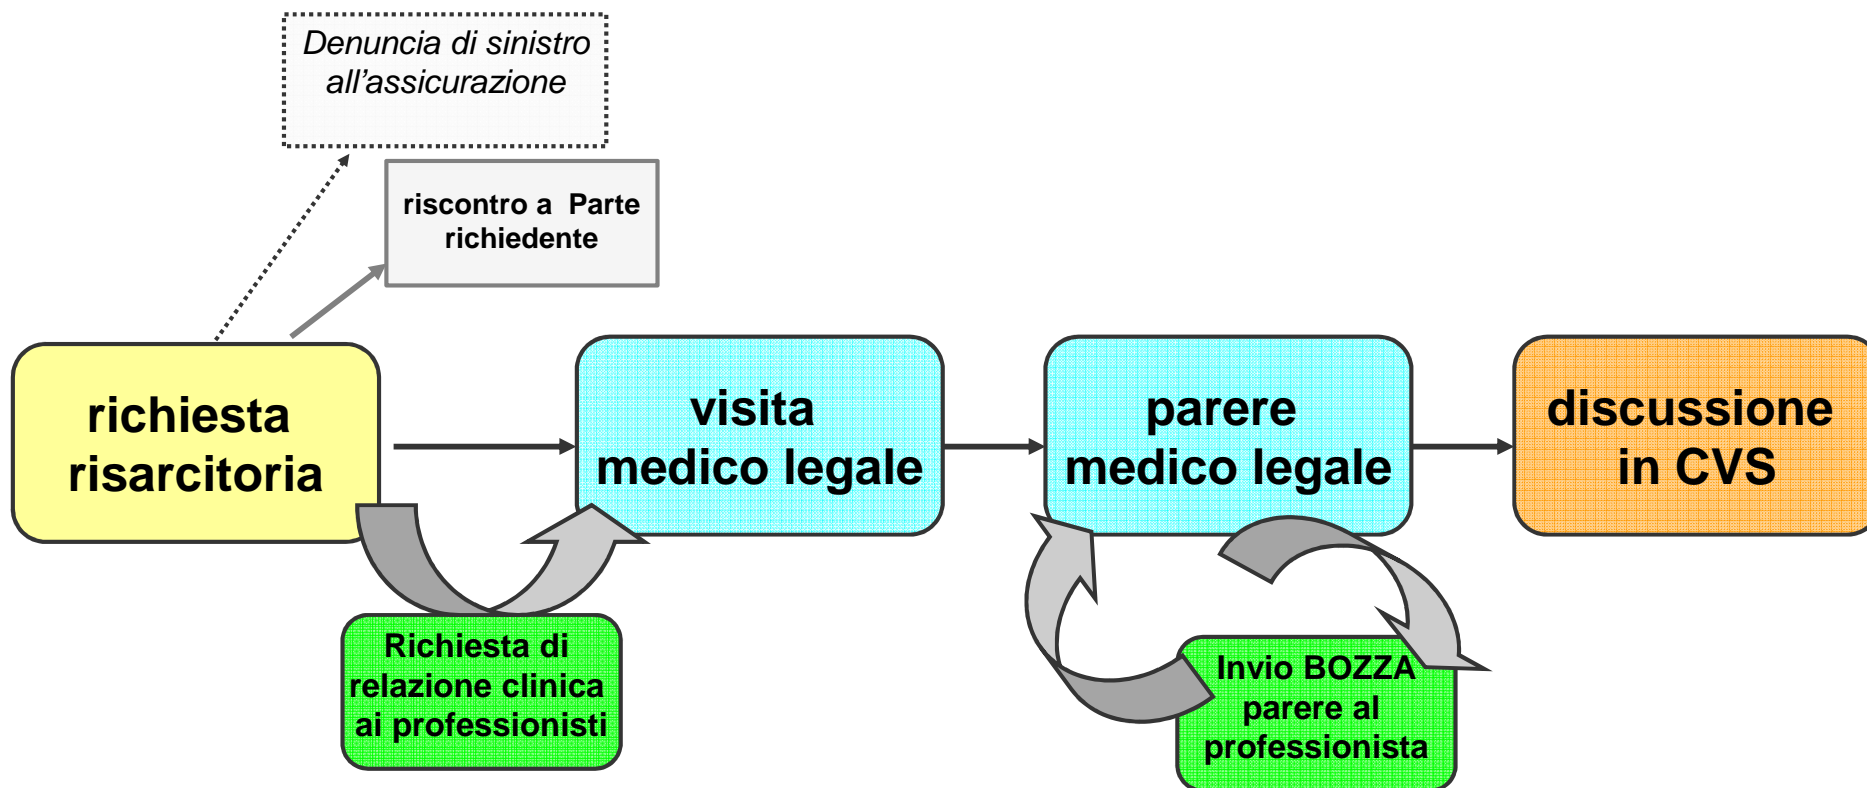 Denuncia di sinistro
all'assicurazione
riscontro a Parte
richiedente
richiesta
risarcitoria
visita
medico legale
parere
medico legale
discussione
in CVS
Richiesta di
relazione clinica
ai professionisti
Invio BOZZA
parere al
professionista